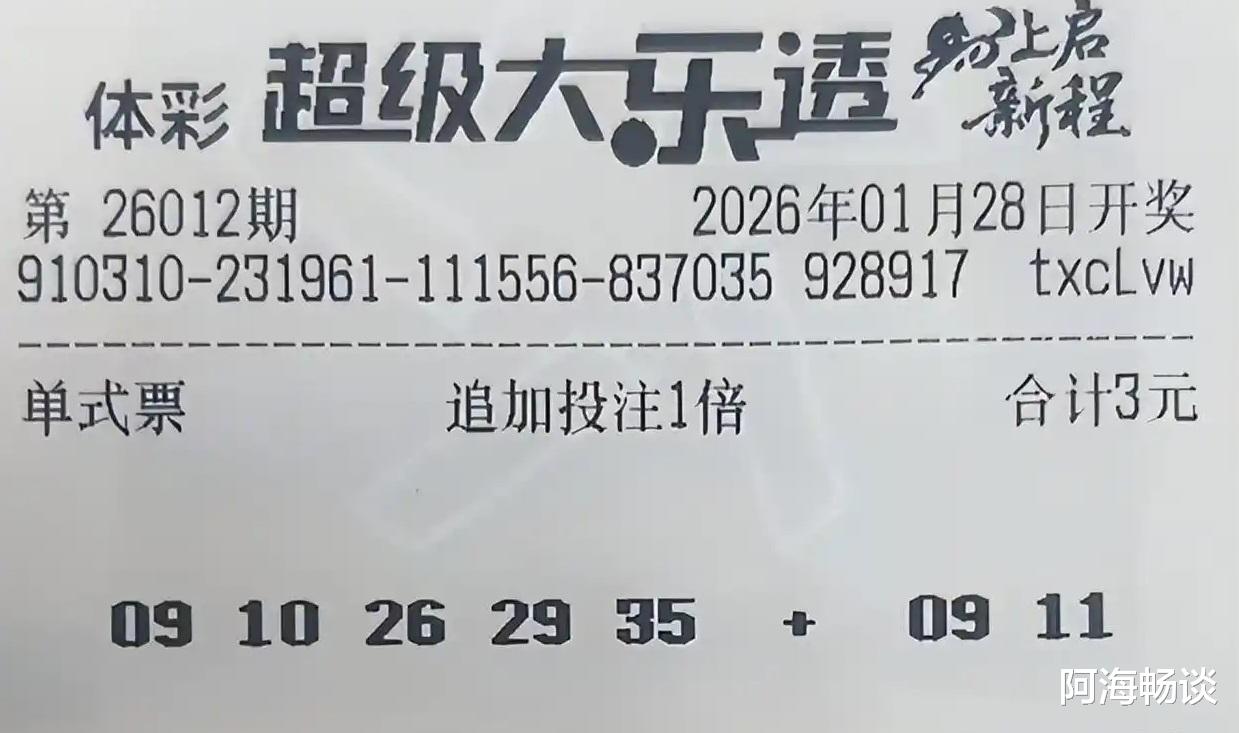 体彩 超级大乐透 马上启
新程
第 26012期 2026年01月28日开奖
910310-231961-111556-837035 928917 txcLvw
单式票 追加投注1倍 合计3元
09 10 26 29 35 + 09 11
阿海畅谈